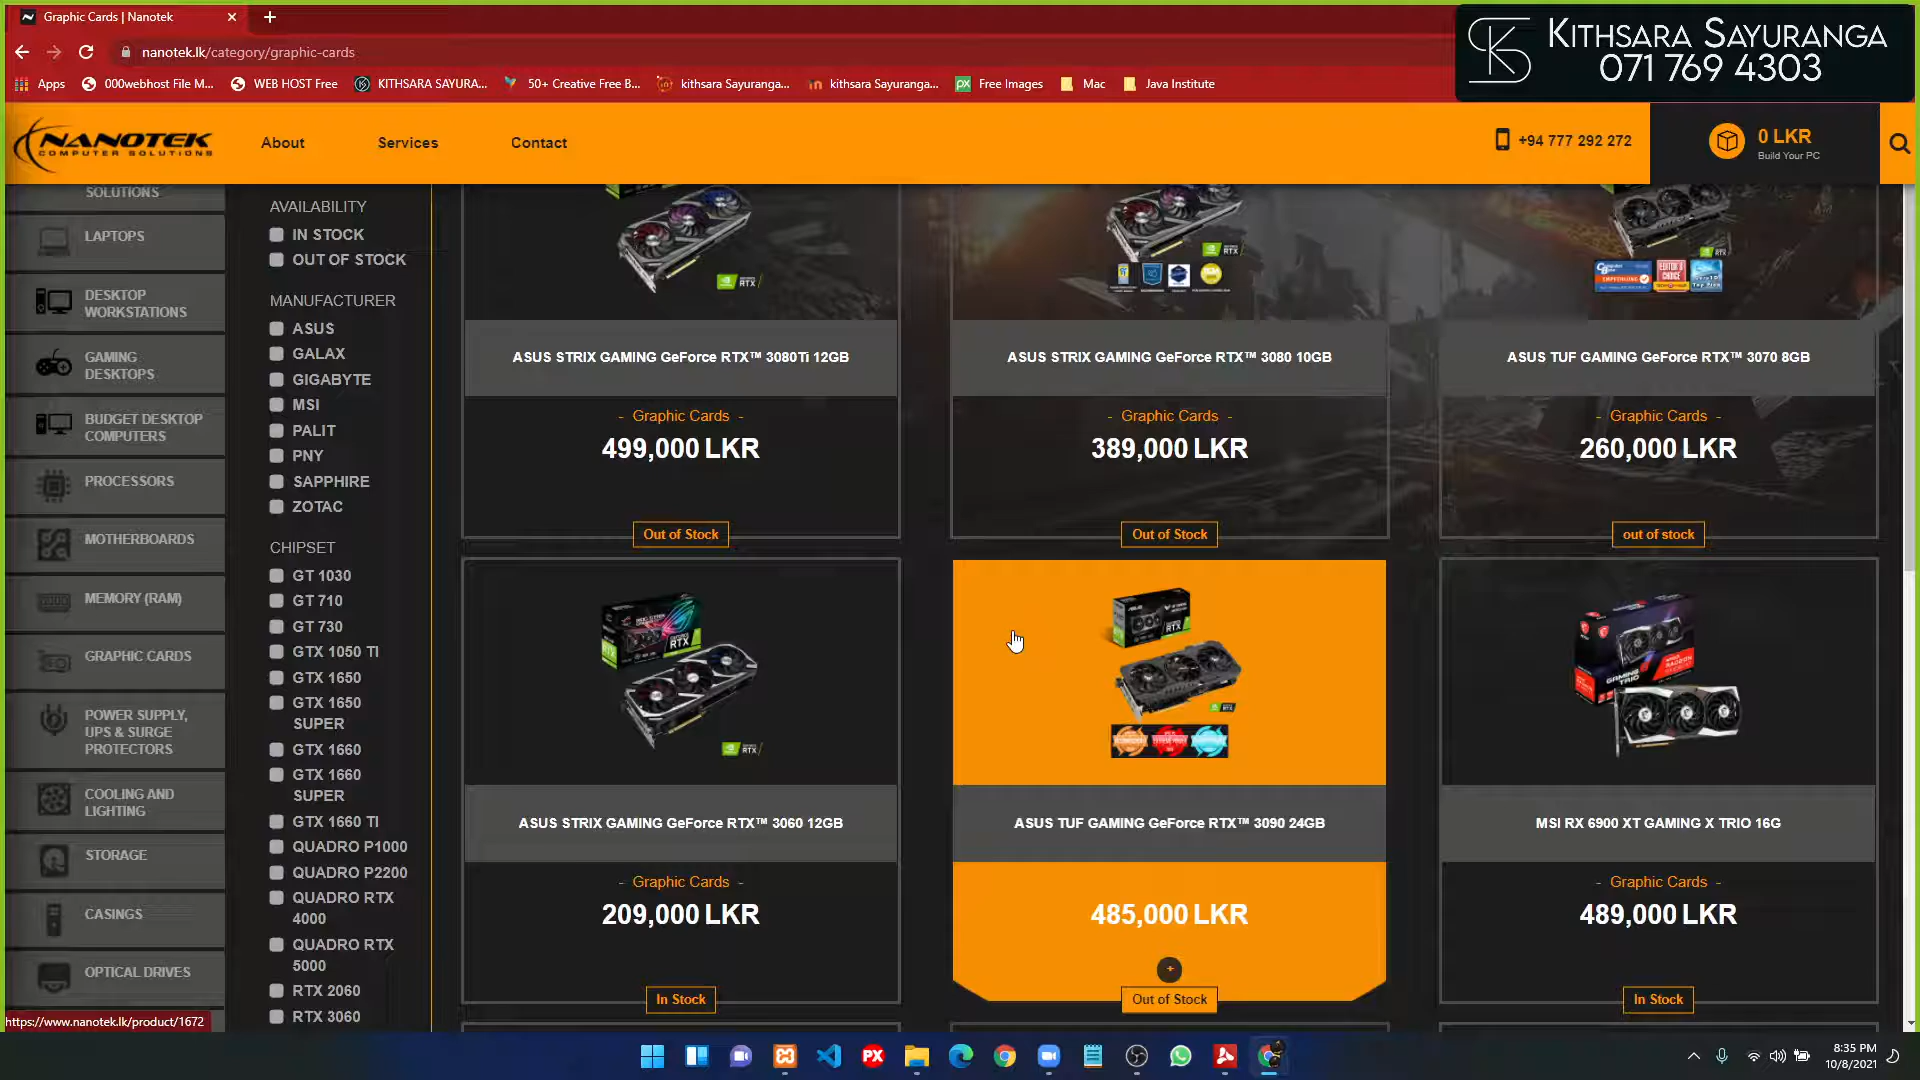 Graphic Cards | Nanotek
nanotek.lk/category/graphic-cards
Apps
000webhost File M...
WEB HOST Free
KITHSARA SAYURA...
50+ Creative Free B...
kithsara Sayuranga...
kithsara Sayuranga...
Free Images
Mac
Java Institute
KITHSARA SAYURANGA
071 769 4303
NANOTEK
COMPUTER SOLUTIONS
About
Services
Contact
+94 777 292 272
0 LKR
Build Your PC
SOLUTIONS
LAPTOPS
DESKTOP
WORKSTATIONS
GAMING
DESKTOPS
BUDGET DESKTOP
COMPUTERS
PROCESSORS
MOTHERBOARDS
MEMORY (RAM)
GRAPHIC CARDS
POWER SUPPLY,
UPS & SURGE
PROTECTORS
COOLING AND
LIGHTING
STORAGE
CASINGS
OPTICAL DRIVES
AVAILABILITY
IN STOCK
OUT OF STOCK
MANUFACTURER
ASUS
GALAX
GIGABYTE
MSI
PALIT
PNY
SAPPHIRE
ZOTAC
CHIPSET
GT 1030
GT 710
GT 730
GTX 1050 TI
GTX 1650
GTX 1650
SUPER
GTX 1660
GTX 1660
SUPER
GTX 1660 TI
QUADRO P1000
QUADRO P2200
QUADRO RTX
4000
QUADRO RTX
5000
RTX 2060
RTX 3060
ASUS STRIX GAMING GeForce RTX™ 3080Ti 12GB
- Graphic Cards -
499,000 LKR
Out of Stock
ASUS STRIX GAMING GeForce RTX™ 3080 10GB
- Graphic Cards -
389,000 LKR
Out of Stock
ASUS TUF GAMING GeForce RTX™ 3070 8GB
- Graphic Cards -
260,000 LKR
out of stock
ASUS STRIX GAMING GeForce RTX™ 3060 12GB
- Graphic Cards -
209,000 LKR
In Stock
ASUS TUF GAMING GeForce RTX™ 3090 24GB
485,000 LKR
+
Out of Stock
MSI RX 6900 XT GAMING X TRIO 16G
- Graphic Cards -
489,000 LKR
In Stock
https://www.nanotek.lk/product/1672
8:35 PM
10/8/2021